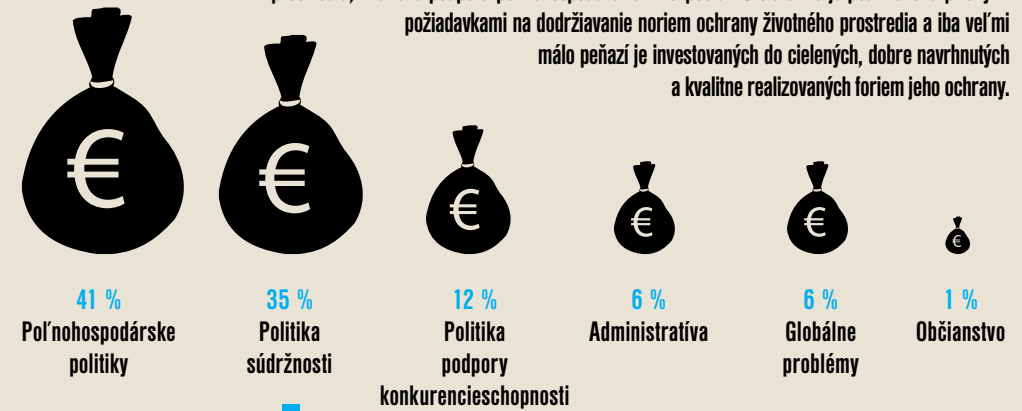 požiadavkami na dodržiavanie noriem ochrany životného prostredia a iba veľmi
málo peňazí je investovaných do cielených, dobre navrhnutých
a kvalitne realizovaných foriem jeho ochrany.
€ € € € € €
41 % 35 % 12 % 6 % 6 % 1 %
Poľnohospárske Politika Politika Administratíva Globálne Občianstvo
politiky súdržnosti podpory problémy
konkurencieschopnosti